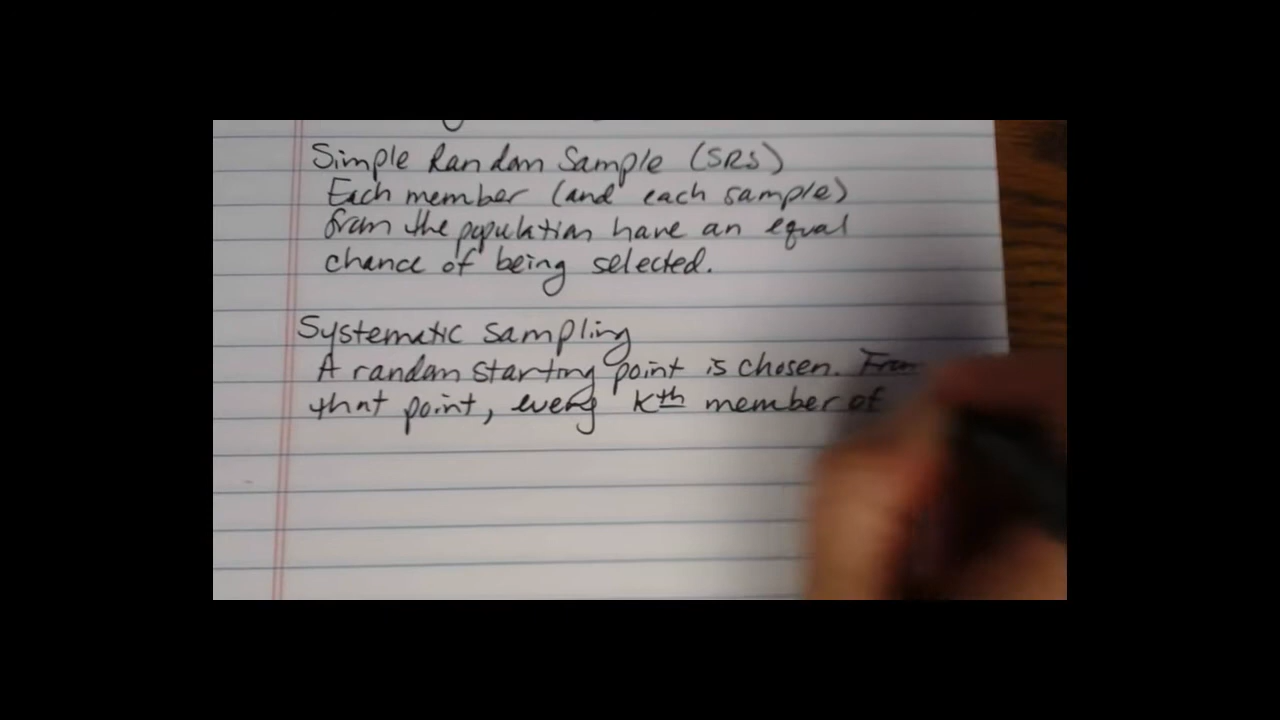 Simple Random Sample (SRS)
Each member (and each sample)
from the population have an equal
chance of being selected.
Systematic Sampling
A random starting point is chosen. From
that point, every Kth member of